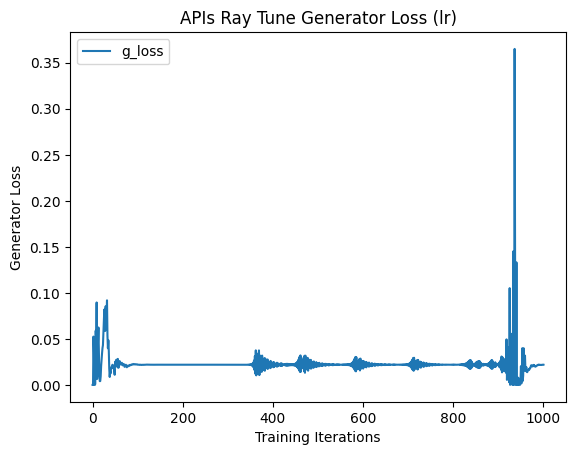 APIs Ray Tune Generator Loss (lr)
g_loss
Generator Loss
0.35
0.30
0.25
0.20
0.15
0.10
0.05
0.00
0 200 400 600 800 1000
Training Iterations